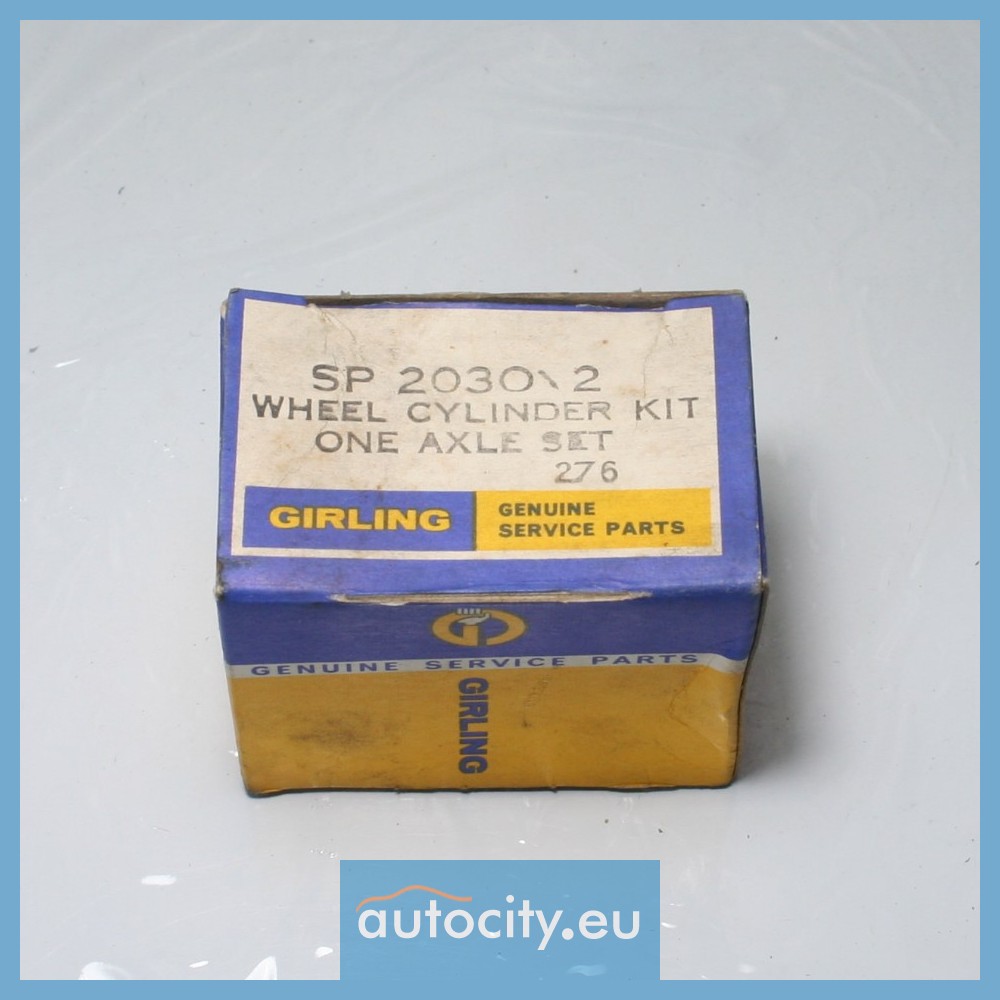 SP 2030\2
WHEEL CYLINDER KIT
ONE AXLE SET
276
GIRLING
GENUINE
SERVICE PARTS
GENUINE SERVICE PARTS
GIRLING
autocity.eu